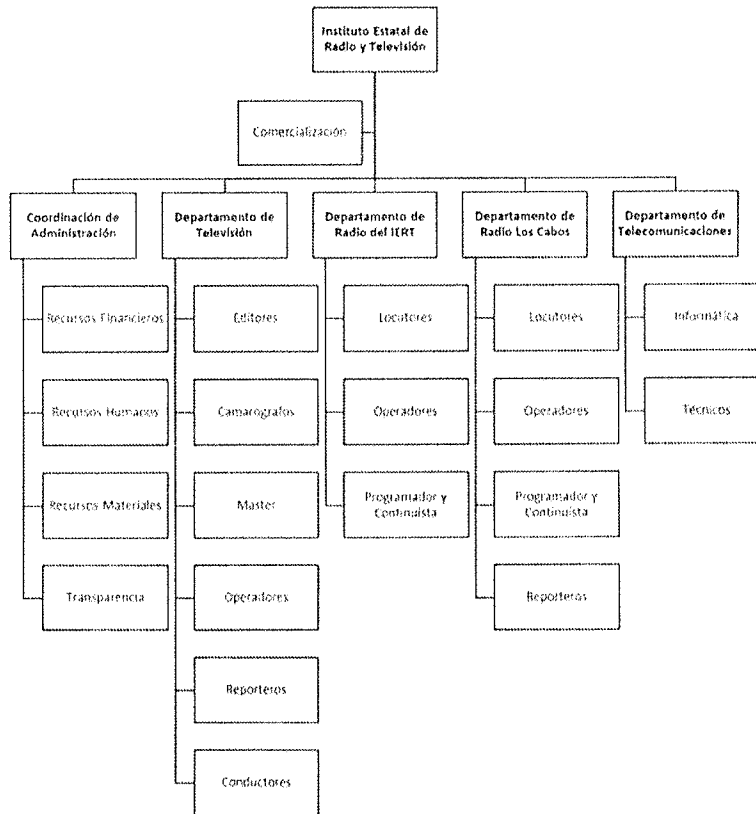 Instituto Estatal de
Radio y Televisión
Comercialización
Coordinación de
Administración
Departamento de
Televisión
Departamento de
Radio del IERT
Departamento de
Radio Los Cabos
Departamento de
Telecomunicaciones
Recursos Financieros
Recursos Humanos
Recursos Materiales
Transparencia
Editores
Camarografos
Master
Operadores
Reporteros
Conductores
Locutores
Operadores
Programador y
Continuista
Locutores
Operadores
Programador y
Continuista
Reporteros
Informática
Técnicos